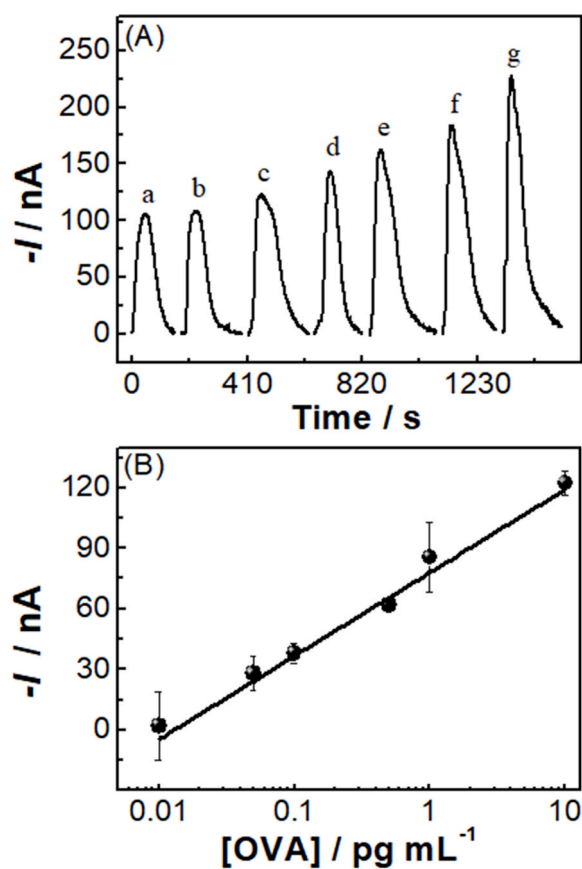 (A)
250
200
150
100
50
0
-I / nA
a b c d e f g
0 410 820 1230
Time / s
(B)
120
90
60
30
0
-I / nA
0.01 0.1 1 10
[OVA] / pg mL⁻¹